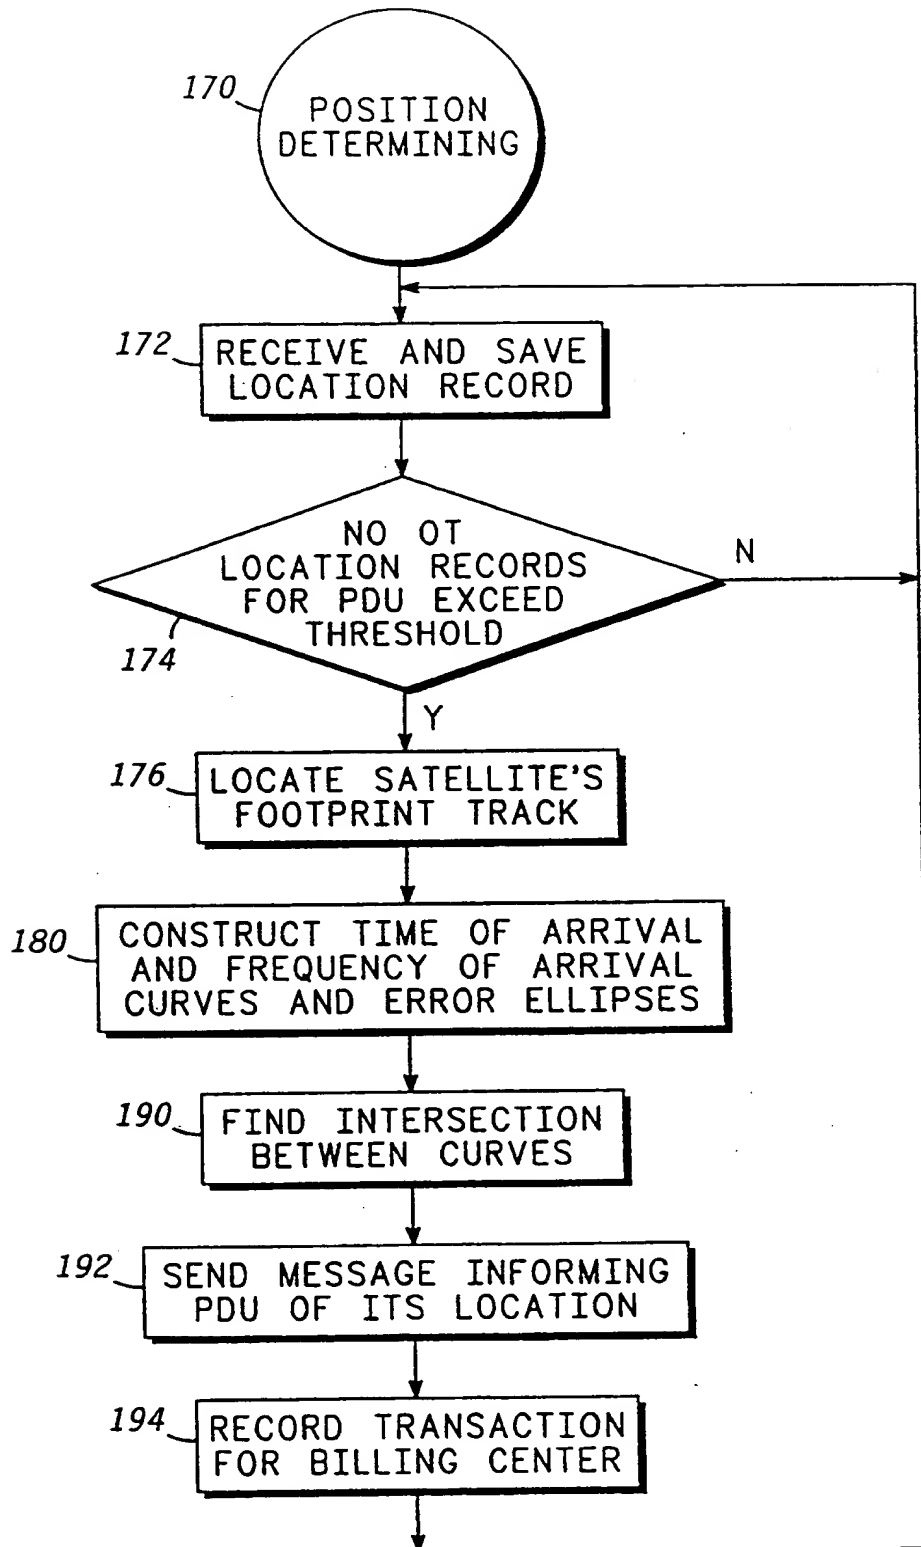 170
POSITION
DETERMINING
172
RECEIVE AND SAVE
LOCATION RECORD
NO OT
LOCATION RECORDS
FOR PDU EXCEED
THRESHOLD
N
174
Y
176
LOCATE SATELLITE'S
FOOTPRINT TRACK
180
CONSTRUCT TIME OF ARRIVAL
AND FREQUENCY OF ARRIVAL
CURVES AND ERROR ELLIPSES
190
FIND INTERSECTION
BETWEEN CURVES
192
SEND MESSAGE INFORMING
PDU OF ITS LOCATION
194
RECORD TRANSACTION
FOR BILLING CENTER